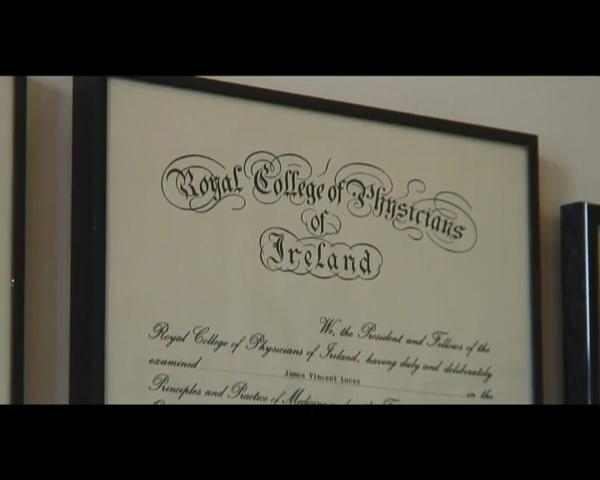 Royal College of Physicians
of
Ireland
We, the President and Fellows of the
Royal College of Physicians of Ireland, having duly and deliberately
examined James Vincent Lucey in the
Principles and Practice of Medicine